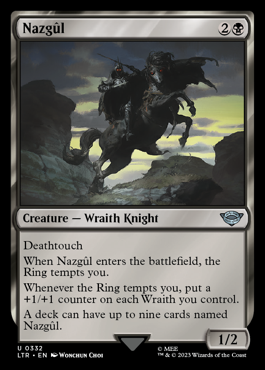 Nazgûl 2
Creature — Wraith Knight
Deathtouch
When Nazgûl enters the battlefield, the
Ring tempts you.
Whenever the Ring tempts you, put a
+1/+1 counter on each Wraith you control.
A deck can have up to nine cards named
Nazgûl.
1/2
U 0332
LTR • EN Wonchun Choi
© MEE
™ & © 2023 Wizards of the Coast